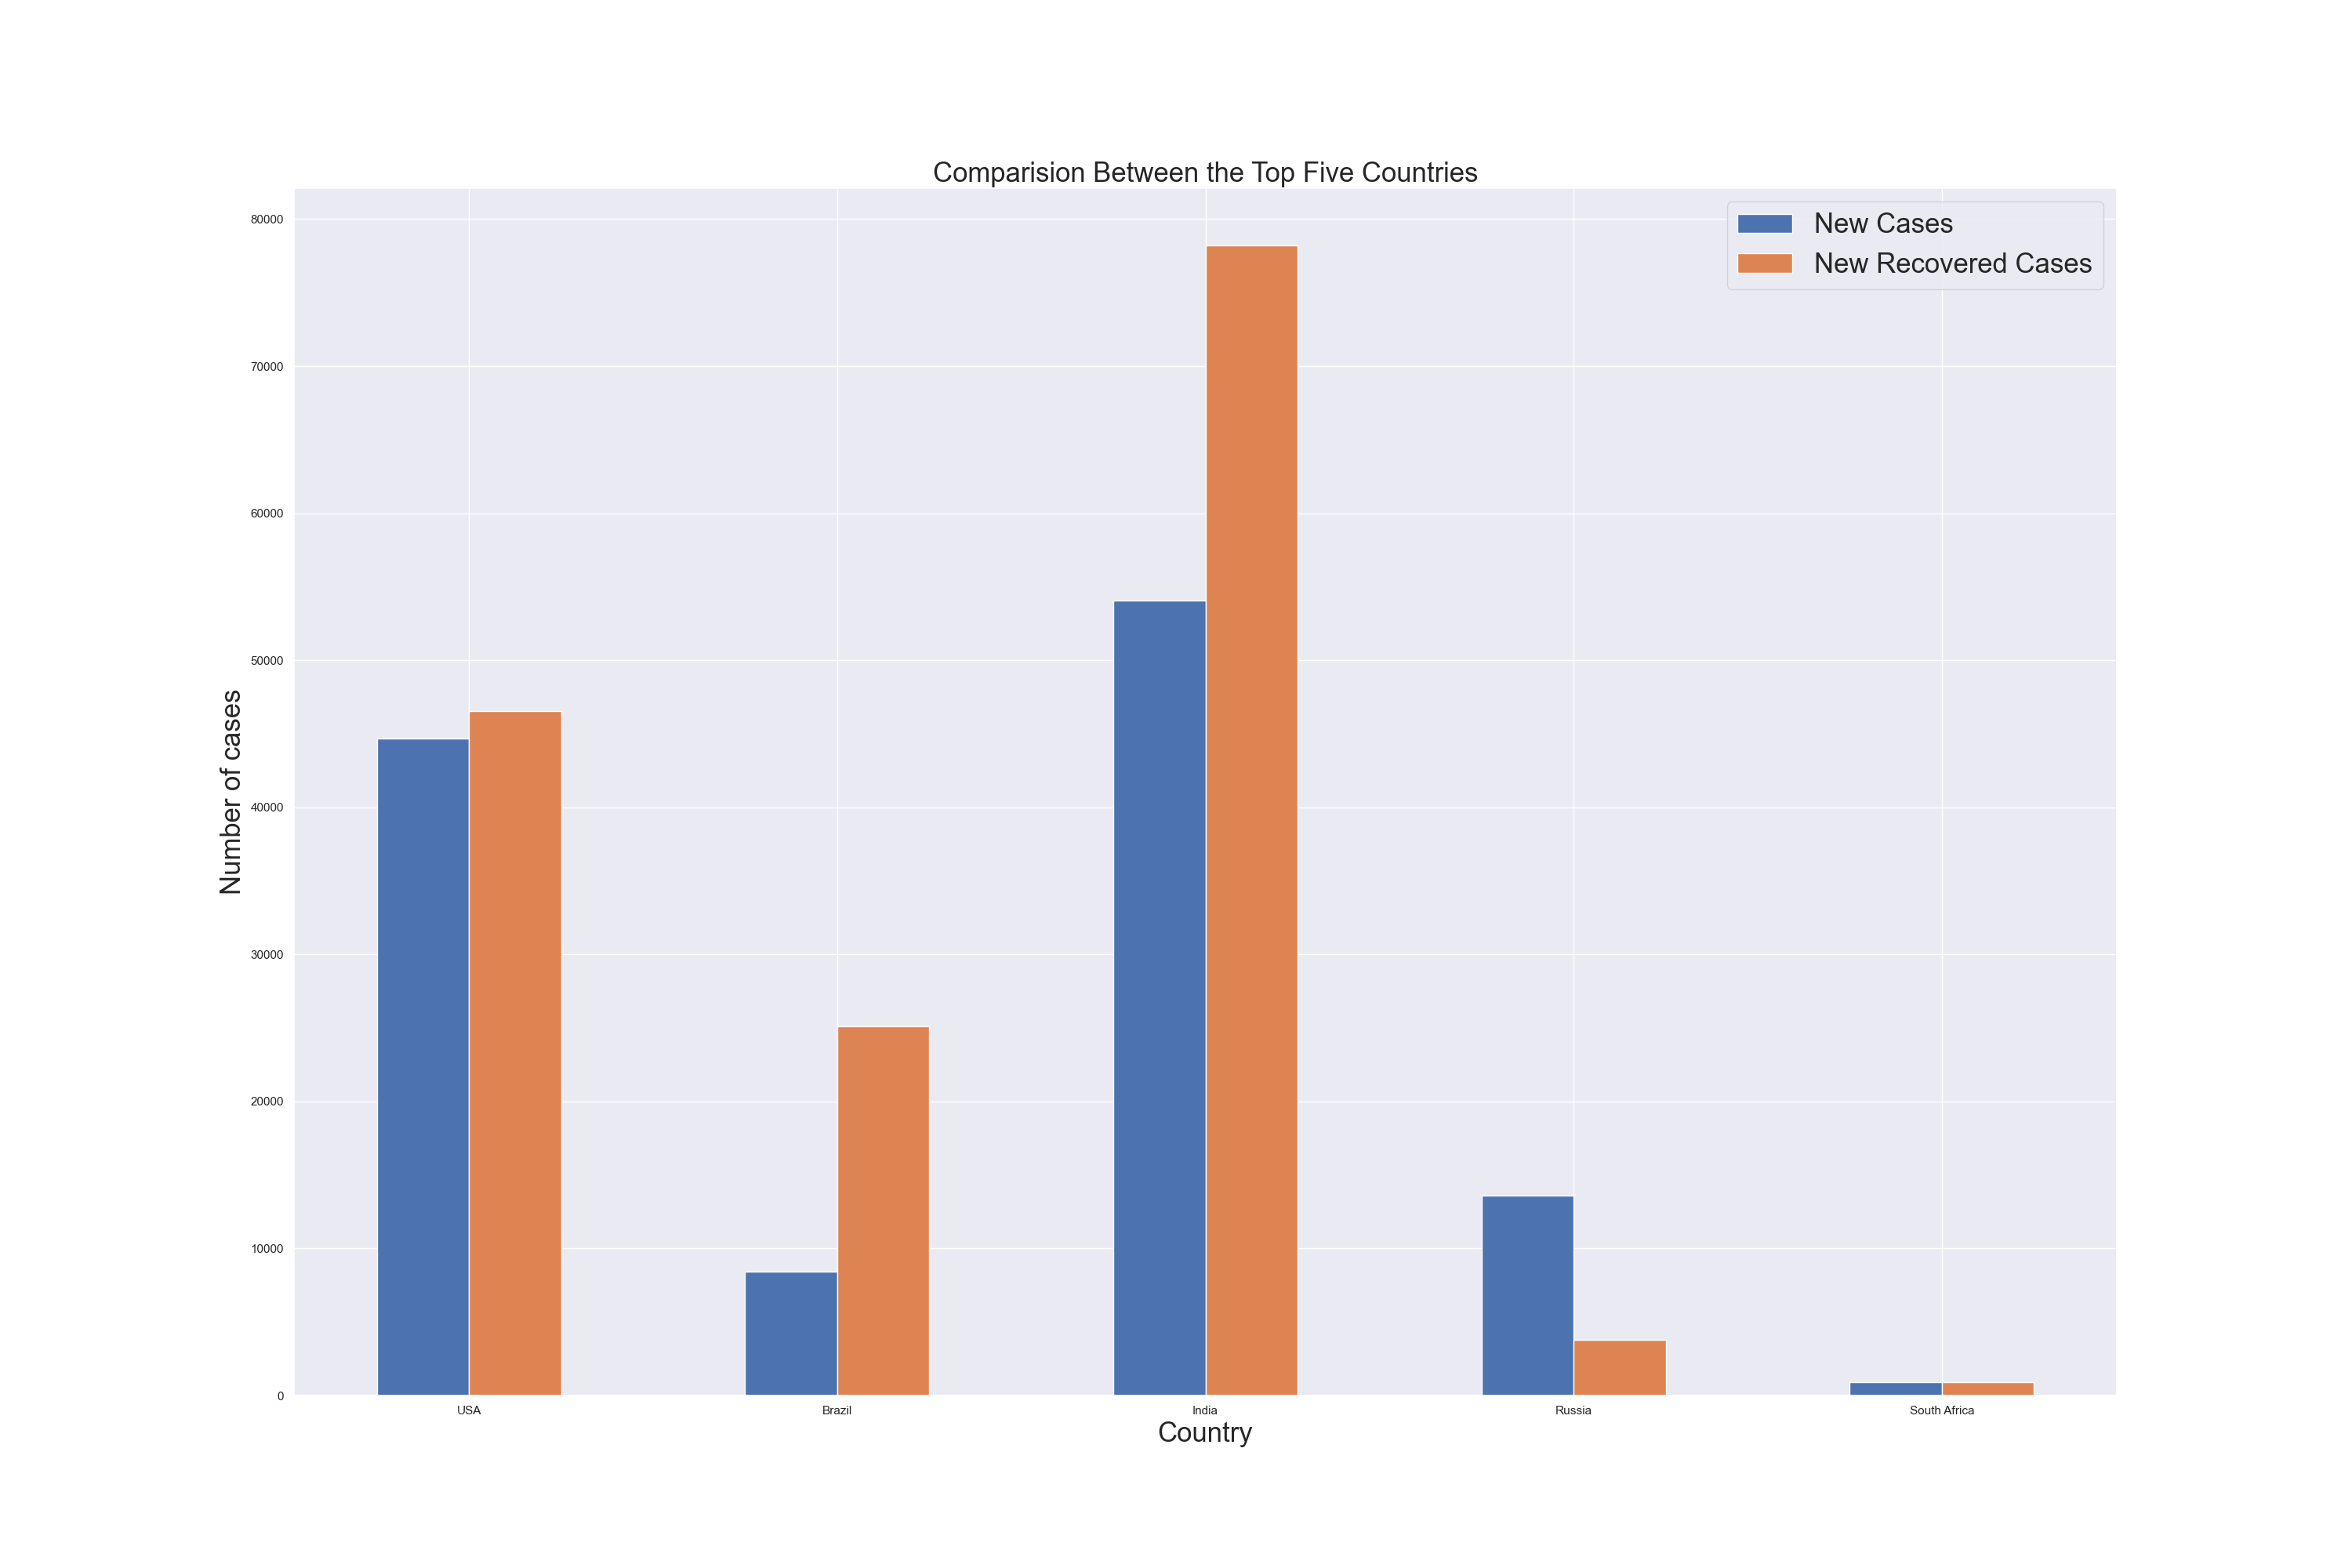 Comparision Between the Top Five Countries
New Cases
New Recovered Cases
80000
70000
60000
50000
40000
30000
20000
10000
0
Number of cases
USA
Brazil
India
Russia
South Africa
Country